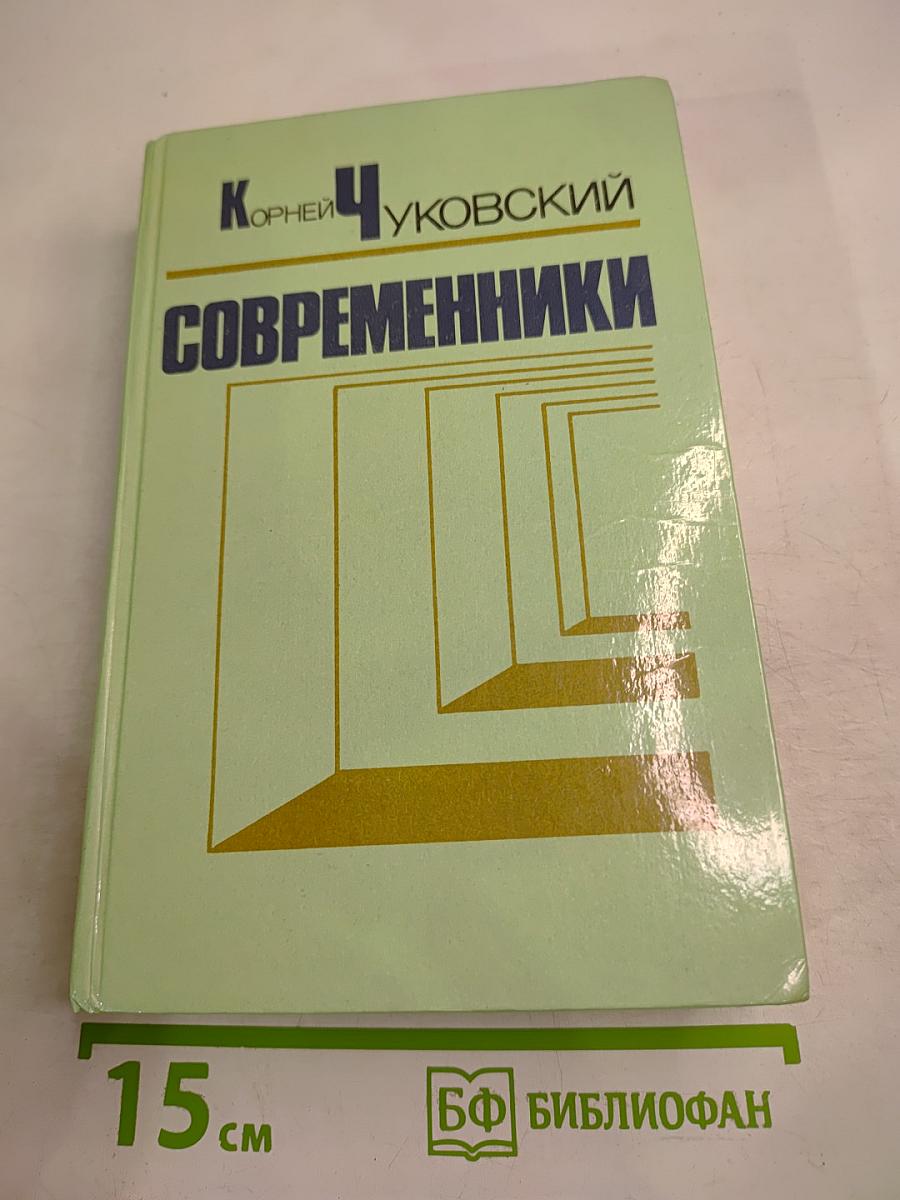 Корней Чуковский
СОВРЕМЕННИКИ
15 см
БФ БИБЛИОФАН